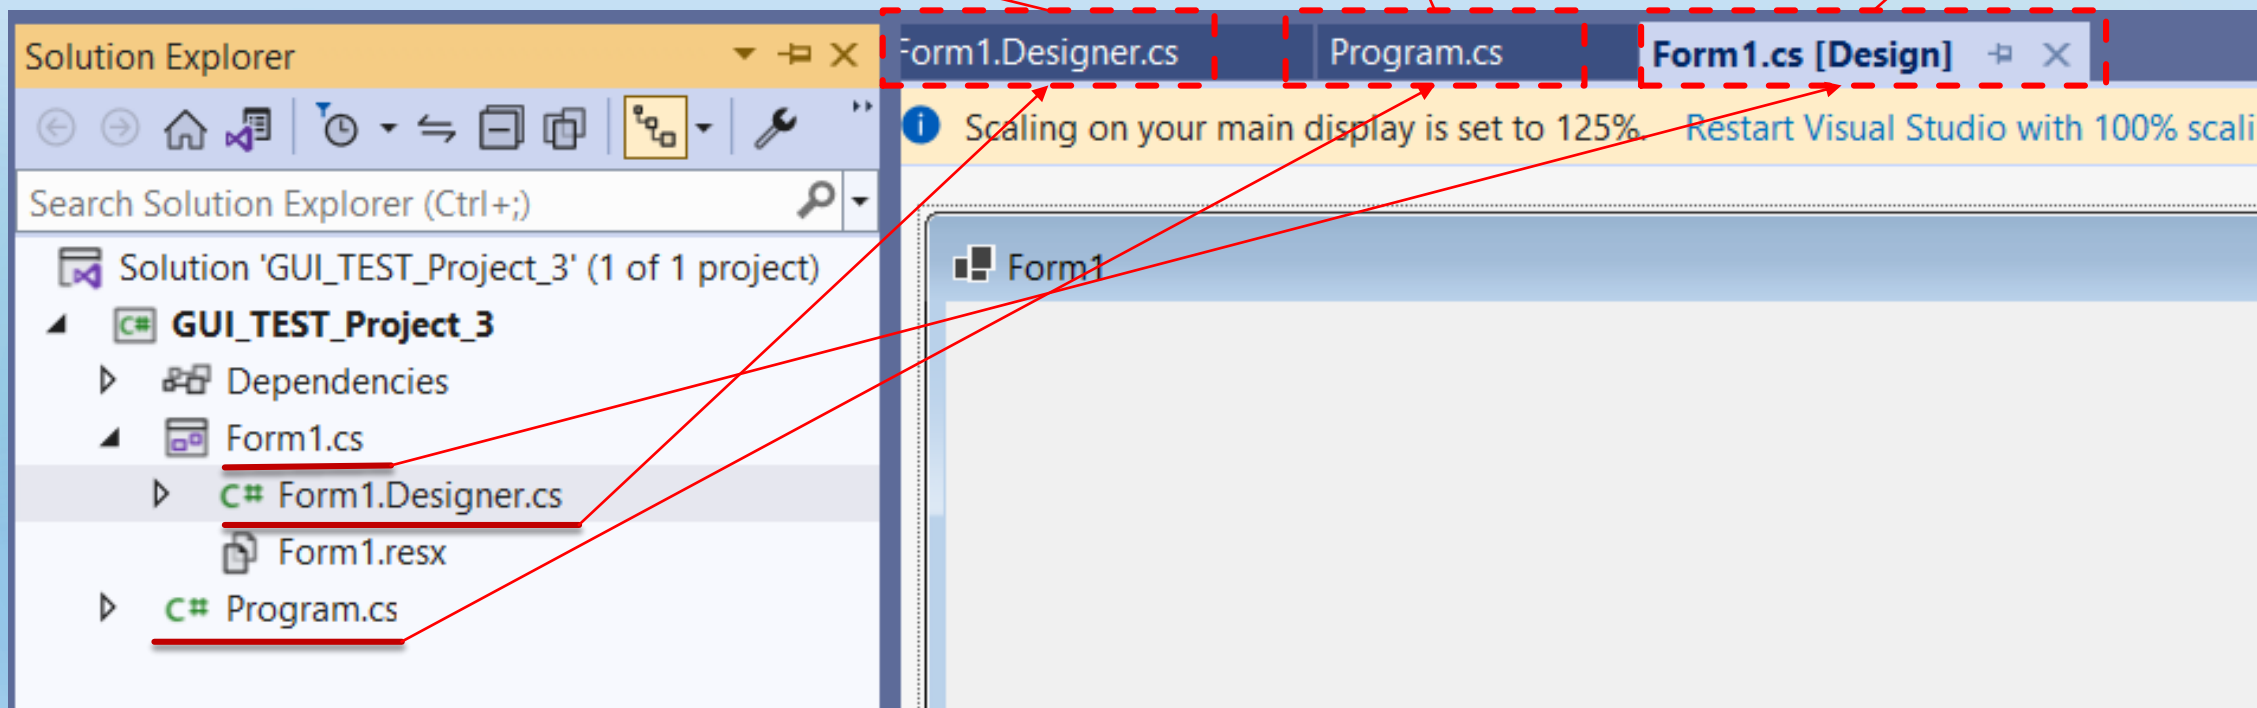 Solution Explorer
Search Solution Explorer (Ctrl+;)
Solution 'GUI_TEST_Project_3' (1 of 1 project)
C# GUI_TEST_Project_3
Dependencies
Form1.cs
C# Form1.Designer.cs
Form1.resx
C# Program.cs
Form1.Designer.cs
Program.cs
Form1.cs [Design]
Scaling on your main display is set to 125%. Restart Visual Studio with 100% scali
Form1